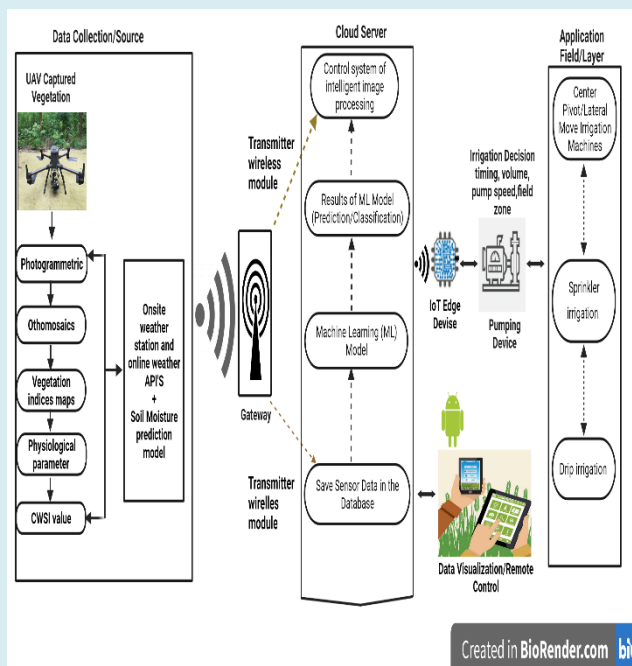 Data Collection/Source
UAV Captured
Vegetation
Photogrammetric
Othomosaics
Vegetation
indices maps
Physiological
parameter
CWSI value
Onsite
weather
station and
online weather
API'S
+
Soil Moisture
prediction
model
Gateway
Transmitter
wireless
module
Transmitter
wirelles
module
Cloud Server
Control system of
intelligent image
processing
Results of ML Model
(Prediction/Classification)
Machine Learning (ML)
Model
Save Sensor Data in the
Database
IoT Edge
Devise
Irrigation Decision
timing, volume,
pump speed,field
zone
Pumping
Device
Data Visualization/Remote
Control
Application
Field/Layer
Center
Pivot/Lateral
Move Irrigation
Machines
Sprinkler
irrigation
Drip irrigation
Created in BioRender.com